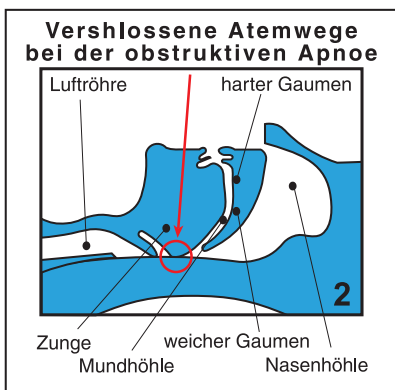 Vershlossene Atemwege
bei der obstruktiven Apnoe
Luftröhre
harter Gaumen
2
Zunge
weicher Gaumen
Mundhöhle
Nasenhöhle